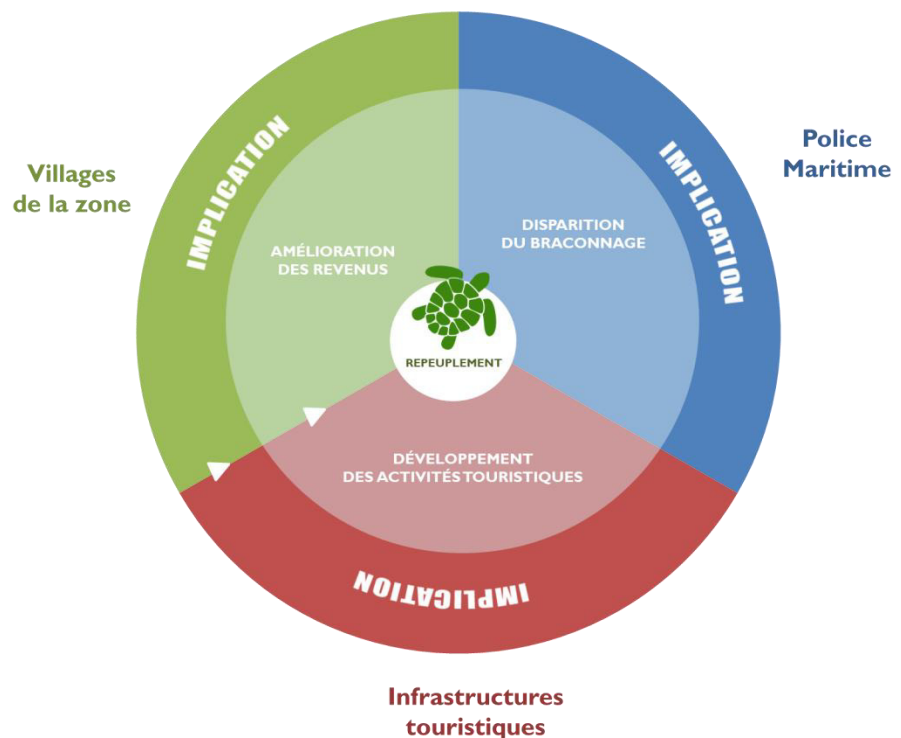 Villages
de la zone
IMPLICATION
AMÉLIORATION
DES REVENUS
Police
Maritime
IMPLICATION
DISPARITION
DU BRACONNAGE
REPEUPLEMENT
DÉVELOPPEMENT
DES ACTIVITÉS TOURISTIQUES
IMPLICATION
Infrastructures
touristiques